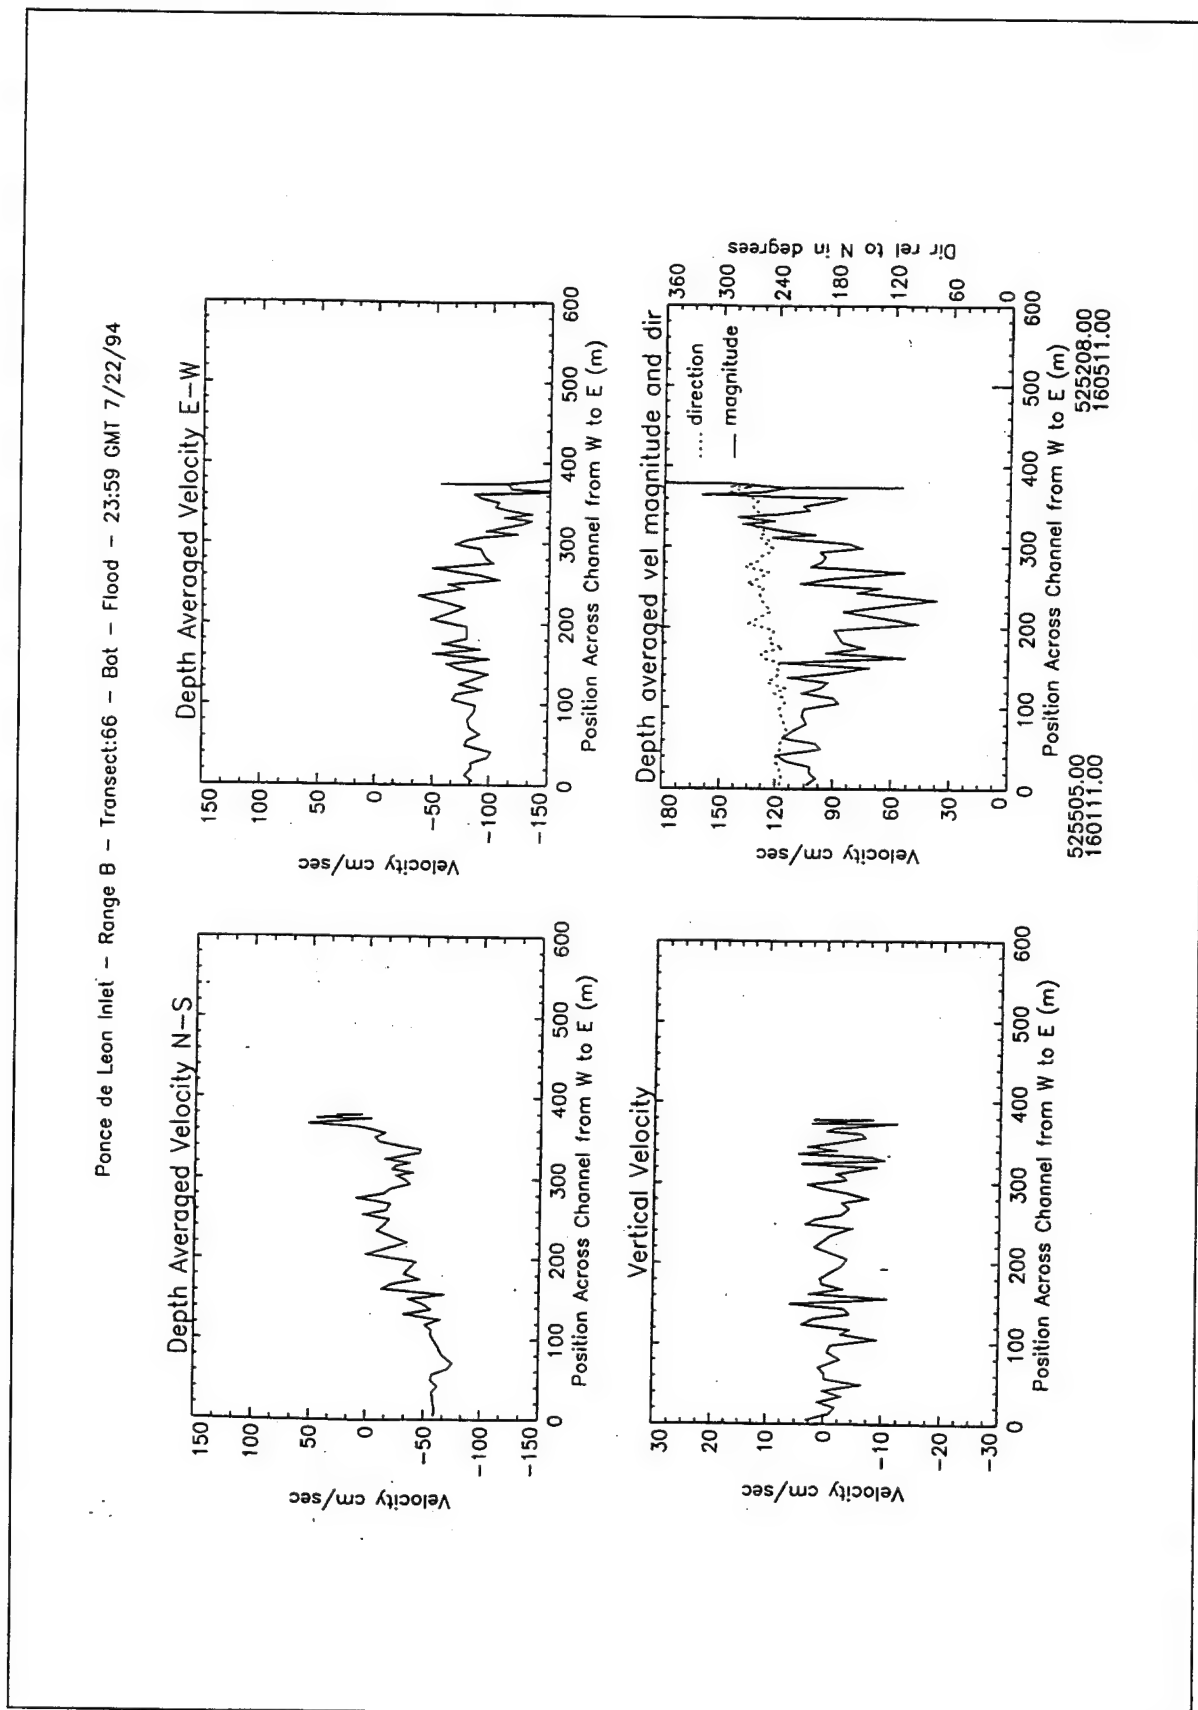 Ponce de Leon Inlet - Range B - Transect:66 - Bot - Flood - 23:59 GMT 7/22/94
Depth Averaged Velocity N-S
150
100
50
0
-50
-100
-150
Velocity cm/sec
0 100 200 300 400 500 600
Position Across Channel from W to E (m)
Depth Averaged Velocity E-W
150
100
50
0
-50
-100
-150
Velocity cm/sec
0 100 200 300 400 500 600
Position Across Channel from W to E (m)
Vertical Velocity
30
20
10
0
-10
-20
-30
Velocity cm/sec
0 100 200 300 400 500 600
Position Across Channel from W to E (m)
Depth averaged vel magnitude and dir
180
150
120
90
60
30
0
Velocity cm/sec
..... direction
— magnitude
360
300
240
180
120
60
0
Dir rel to N in degrees
0 100 200 300 400 500 600
Position Across Channel from W to E (m)
525505.00 525208.00
160111.00 160511.00